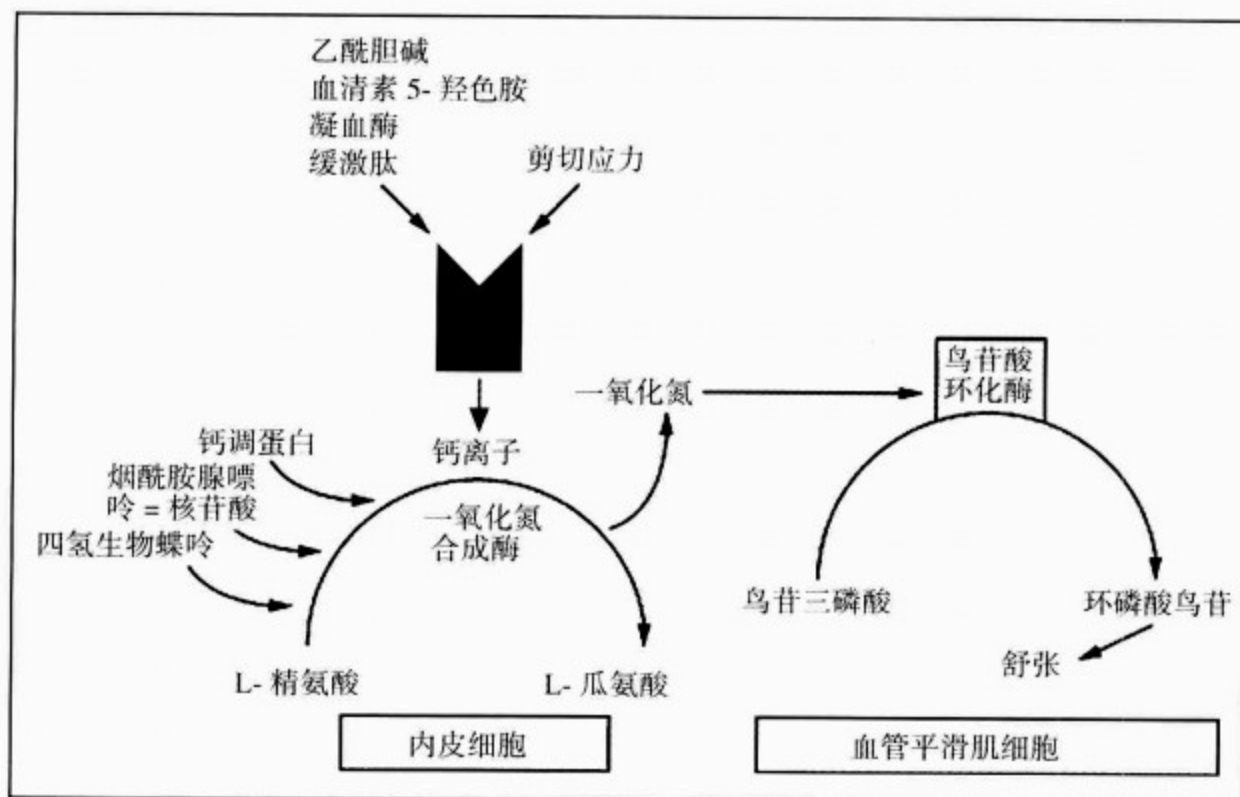 乙酰胆碱
血清素 5- 羟色胺
凝血酶
缓激肽
剪切应力
鸟苷酸
环化酶
一氧化氮
钙调蛋白
钙离子
烟酰胺腺嘌
呤 = 核苷酸
一氧化氮
合成酶
四氢生物蝶呤
鸟苷三磷酸
环磷酸鸟苷
舒张
L- 精氨酸
L- 瓜氨酸
内皮细胞
血管平滑肌细胞